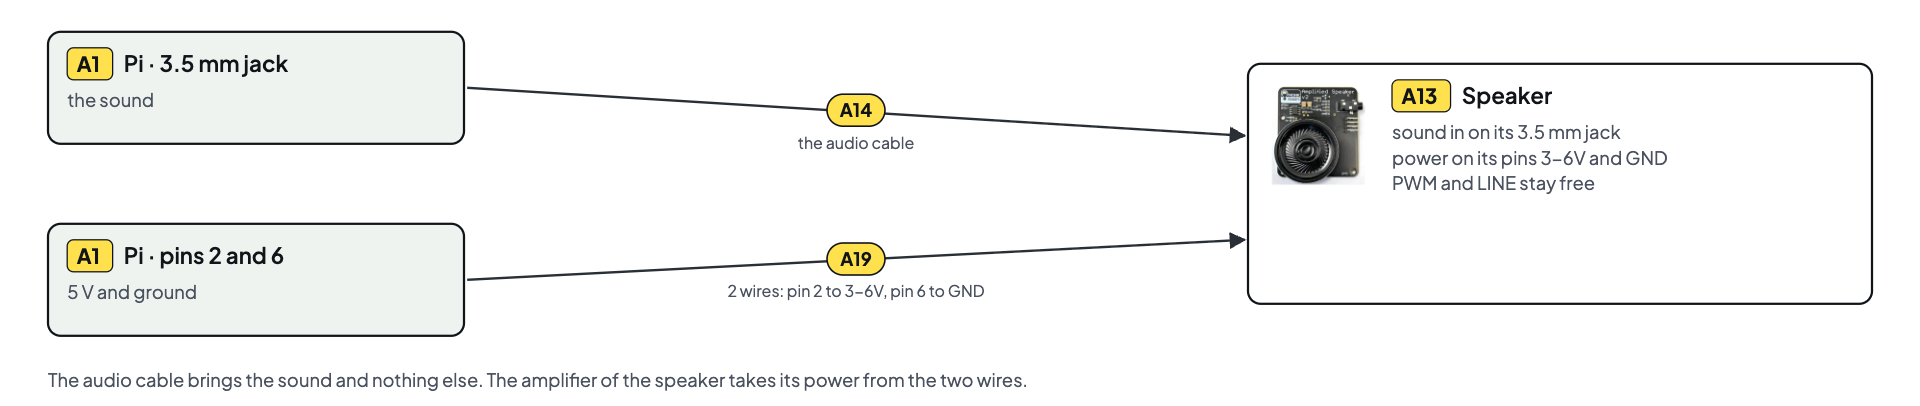 A1 Pi · 3.5 mm jack
the sound
A14
the audio cable
Amplified Speaker
A13 Speaker
sound in on its 3.5 mm jack
power on its pins 3–6V and GND
PWM and LINE stay free
A1 Pi · pins 2 and 6
5 V and ground
A19
2 wires: pin 2 to 3–6V, pin 6 to GND
The audio cable brings the sound and nothing else. The amplifier of the speaker takes its power from the two wires.